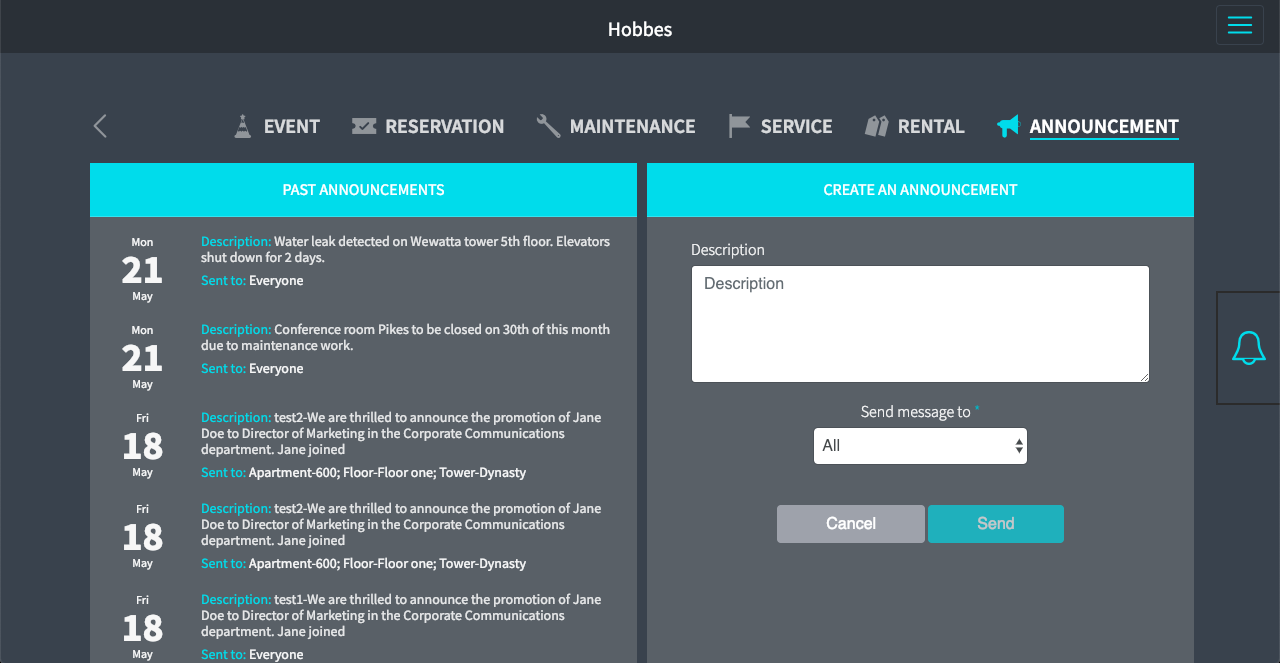 Hobbes
EVENT RESERVATION MAINTENANCE SERVICE RENTAL ANNOUNCEMENT
PAST ANNOUNCEMENTS
Mon
21
May
Description: Water leak detected on Wewatta tower 5th floor. Elevators
shut down for 2 days.
Sent to: Everyone
Mon
21
May
Description: Conference room Pikes to be closed on 30th of this month
due to maintenance work.
Sent to: Everyone
Fri
18
May
Description: test2-We are thrilled to announce the promotion of Jane
Doe to Director of Marketing in the Corporate Communications
department. Jane joined
Sent to: Apartment-600; Floor-Floor one; Tower-Dynasty
Fri
18
May
Description: test2-We are thrilled to announce the promotion of Jane
Doe to Director of Marketing in the Corporate Communications
department. Jane joined
Sent to: Apartment-600; Floor-Floor one; Tower-Dynasty
Fri
18
May
Description: test1-We are thrilled to announce the promotion of Jane
Doe to Director of Marketing in the Corporate Communications
department. Jane joined
Sent to: Everyone
CREATE AN ANNOUNCEMENT
Description
Description
Send message to *
All
Cancel Send